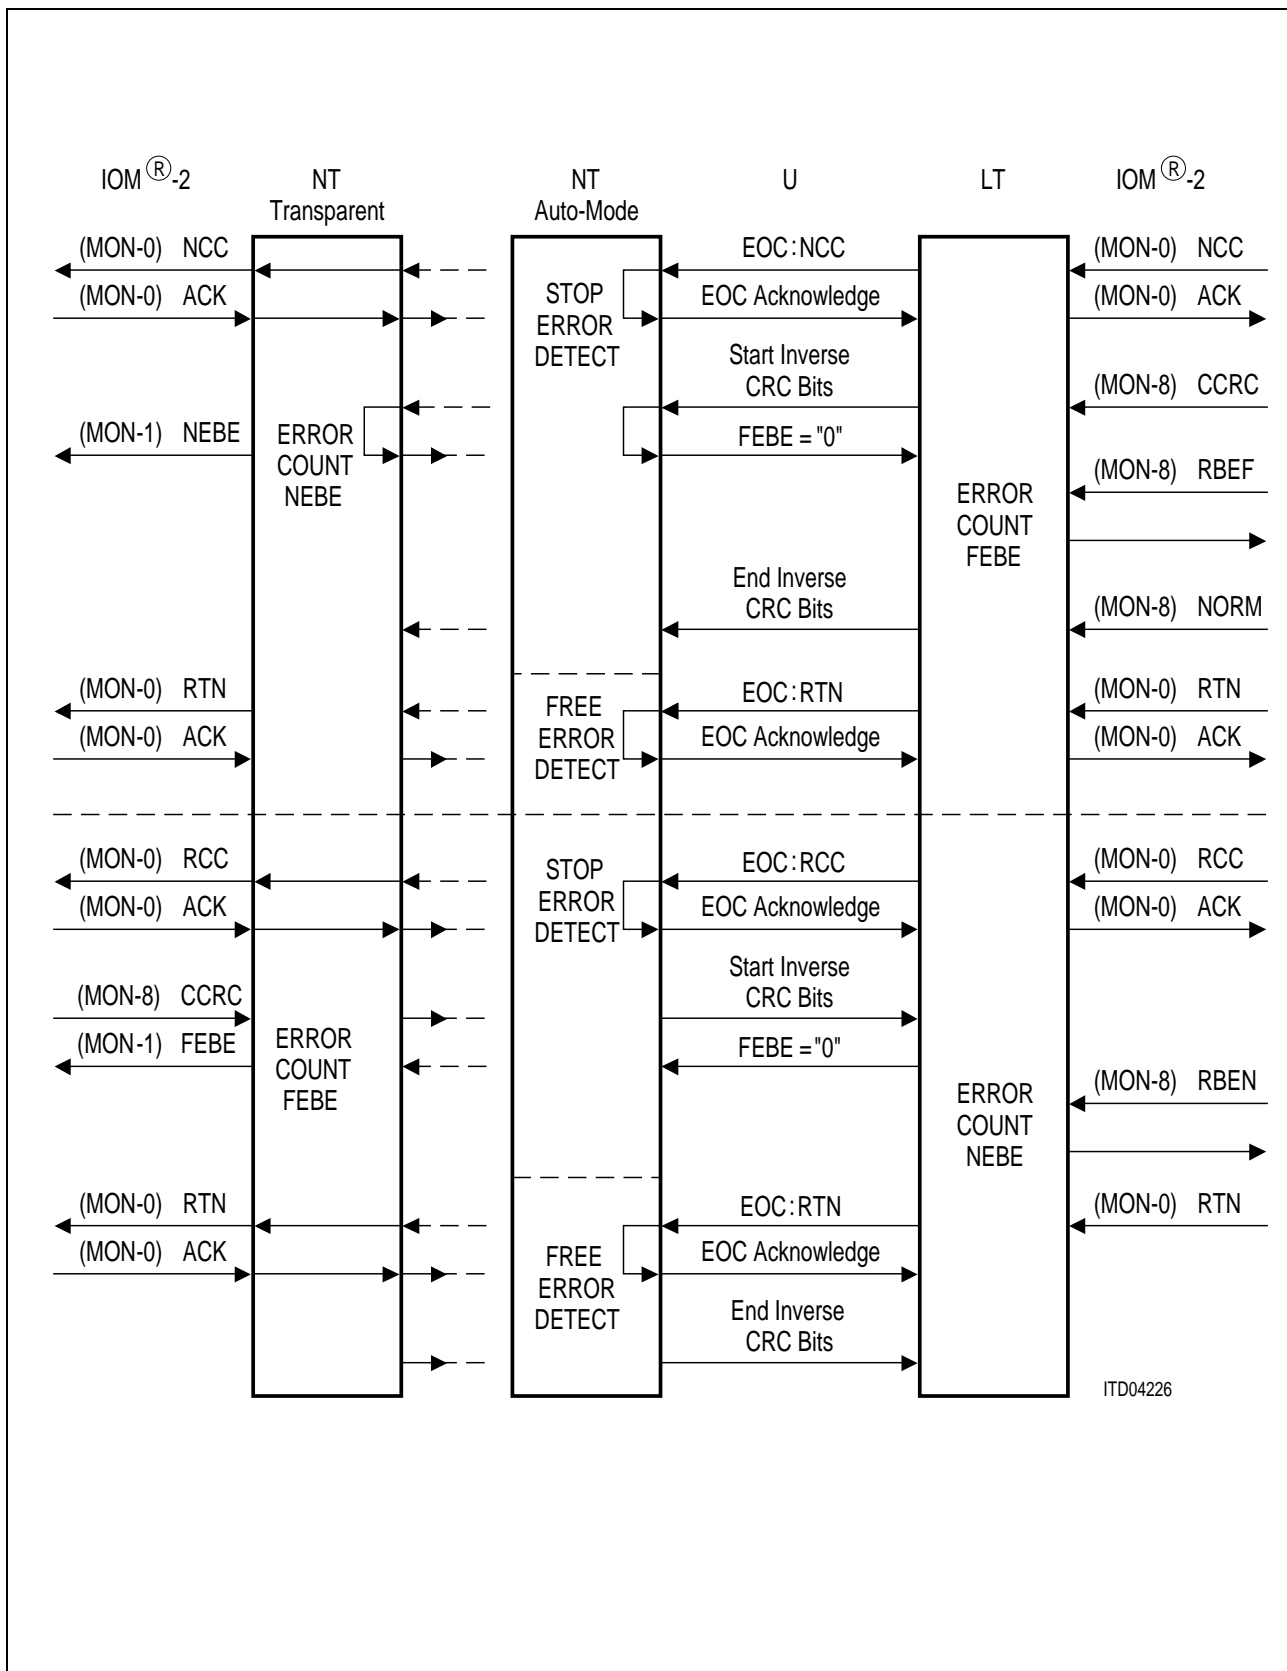 IOM®-2 NT NT U LT IOM®-2
Transparent Auto-Mode
(MON-0) NCC EOC:NCC (MON-0) NCC
(MON-0) ACK STOP EOC Acknowledge (MON-0) ACK
ERROR
DETECT Start Inverse
CRC Bits (MON-8) CCRC
(MON-1) NEBE ERROR FEBE = "0"
COUNT (MON-8) RBEF
NEBE ERROR
COUNT
FEBE
End Inverse
CRC Bits (MON-8) NORM
(MON-0) RTN FREE EOC:RTN (MON-0) RTN
(MON-0) ACK ERROR EOC Acknowledge (MON-0) ACK
DETECT
(MON-0) RCC STOP EOC:RCC (MON-0) RCC
(MON-0) ACK ERROR EOC Acknowledge (MON-0) ACK
DETECT
Start Inverse
(MON-8) CCRC CRC Bits
(MON-1) FEBE ERROR FEBE = "0"
COUNT (MON-8) RBEN
FEBE ERROR
COUNT
NEBE
(MON-0) RTN EOC:RTN (MON-0) RTN
(MON-0) ACK FREE EOC Acknowledge
ERROR
DETECT End Inverse
CRC Bits
ITD04226